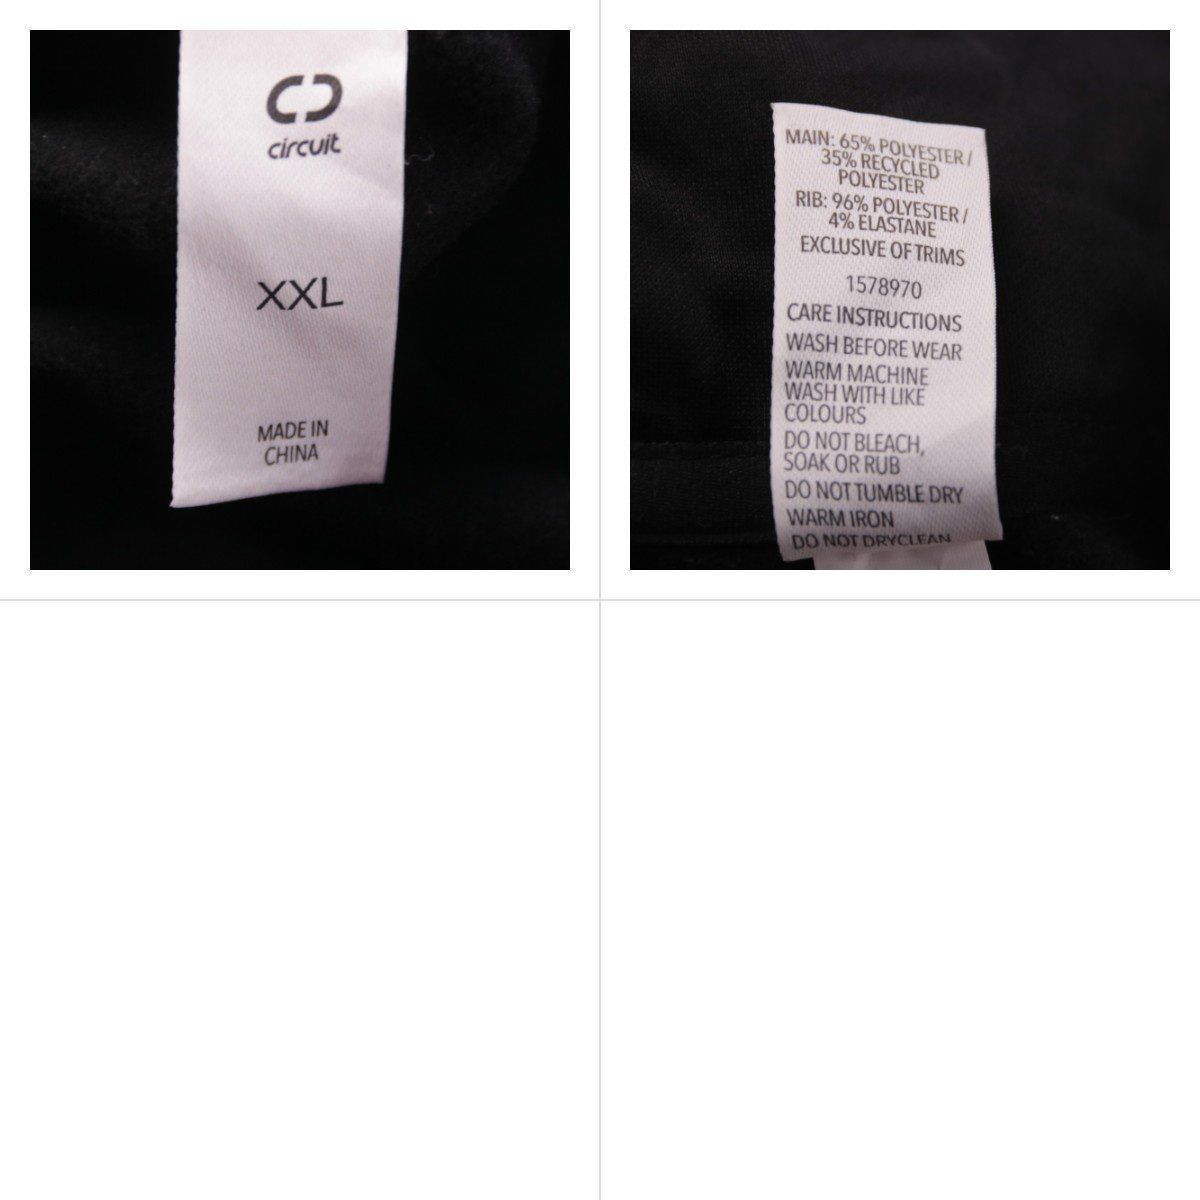 circuit
XXL
MADE IN
CHINA
MAIN: 65% POLYESTER /
35% RECYCLED
POLYESTER
RIB: 96% POLYESTER /
4% ELASTANE
EXCLUSIVE OF TRIMS
1578970
CARE INSTRUCTIONS
WASH BEFORE WEAR
WARM MACHINE
WASH WITH LIKE
COLOURS
DO NOT BLEACH,
SOAK OR RUB
DO NOT TUMBLE DRY
WARM IRON
DO NOT DRYCLEAN